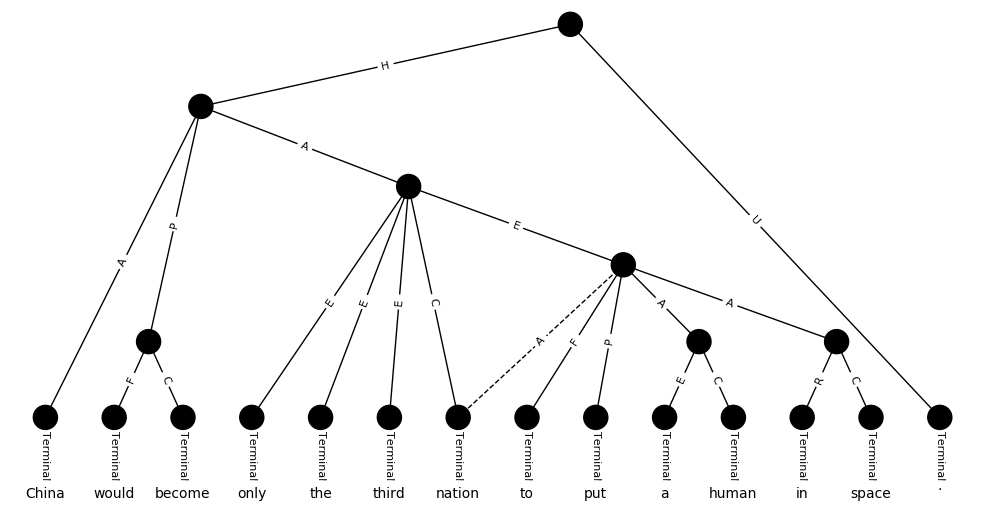 H
A
P
A
E
U
A
E
E
E
C
A
F
P
A
A
F
C
E
C
R
C
Terminal Terminal Terminal Terminal Terminal Terminal Terminal Terminal Terminal Terminal Terminal Terminal Terminal Terminal
China would become only the third nation to put a human in space .